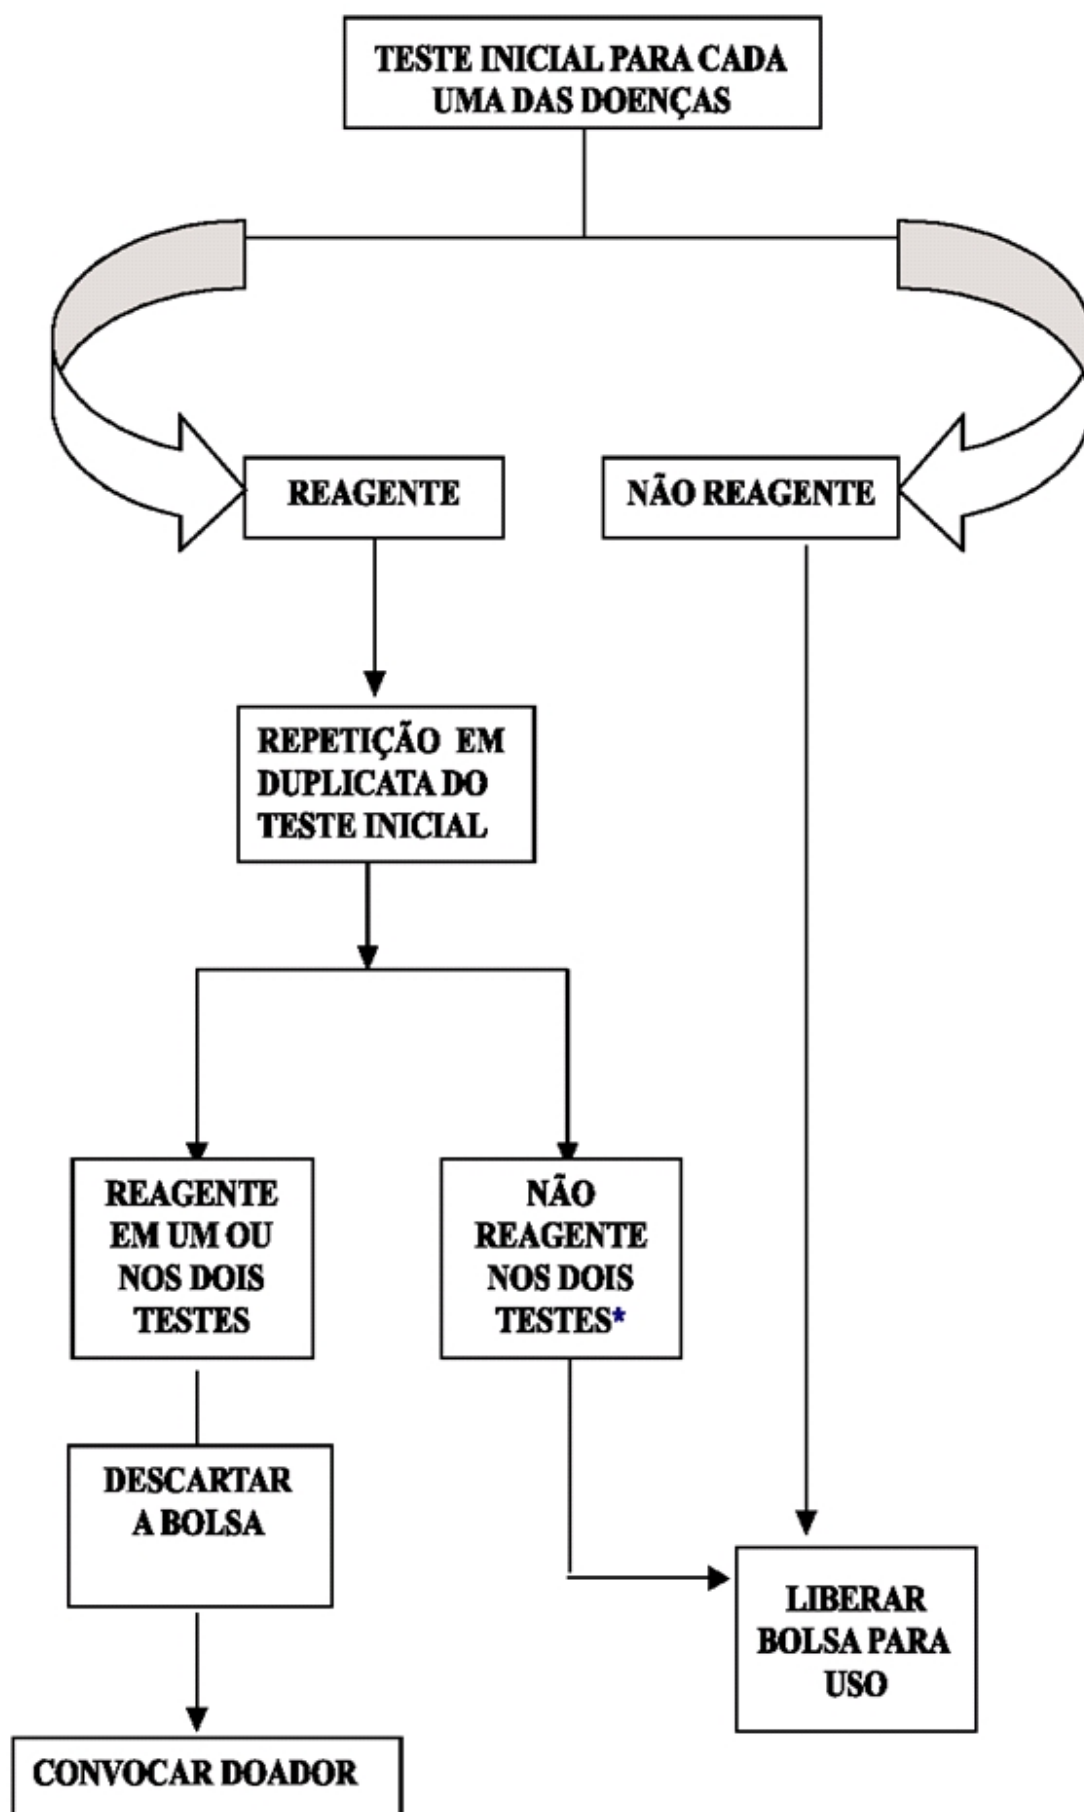 TESTE INICIAL PARA CADA
UMA DAS DOENÇAS
REAGENTE
NÃO REAGENTE
REPETIÇÃO EM
DUPLICATA DO
TESTE INICIAL
REAGENTE
EM UM OU
NOS DOIS
TESTES
NÃO
REAGENTE
NOS DOIS
TESTES*
DESCARTAR
A BOLSA
LIBERAR
BOLSA PARA
USO
CONVOCAR DOADOR